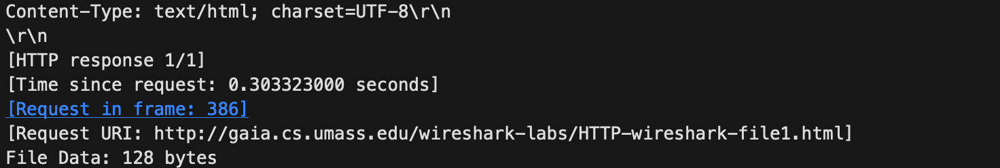 Content-Type: text/html; charset=UTF-8\r\n
\r\n
[HTTP response 1/1]
[Time since request: 0.303323000 seconds]
[Request in frame: 386]
[Request URI: http://gaia.cs.umass.edu/wireshark-labs/HTTP-wireshark-file1.html]
File Data: 128 bytes